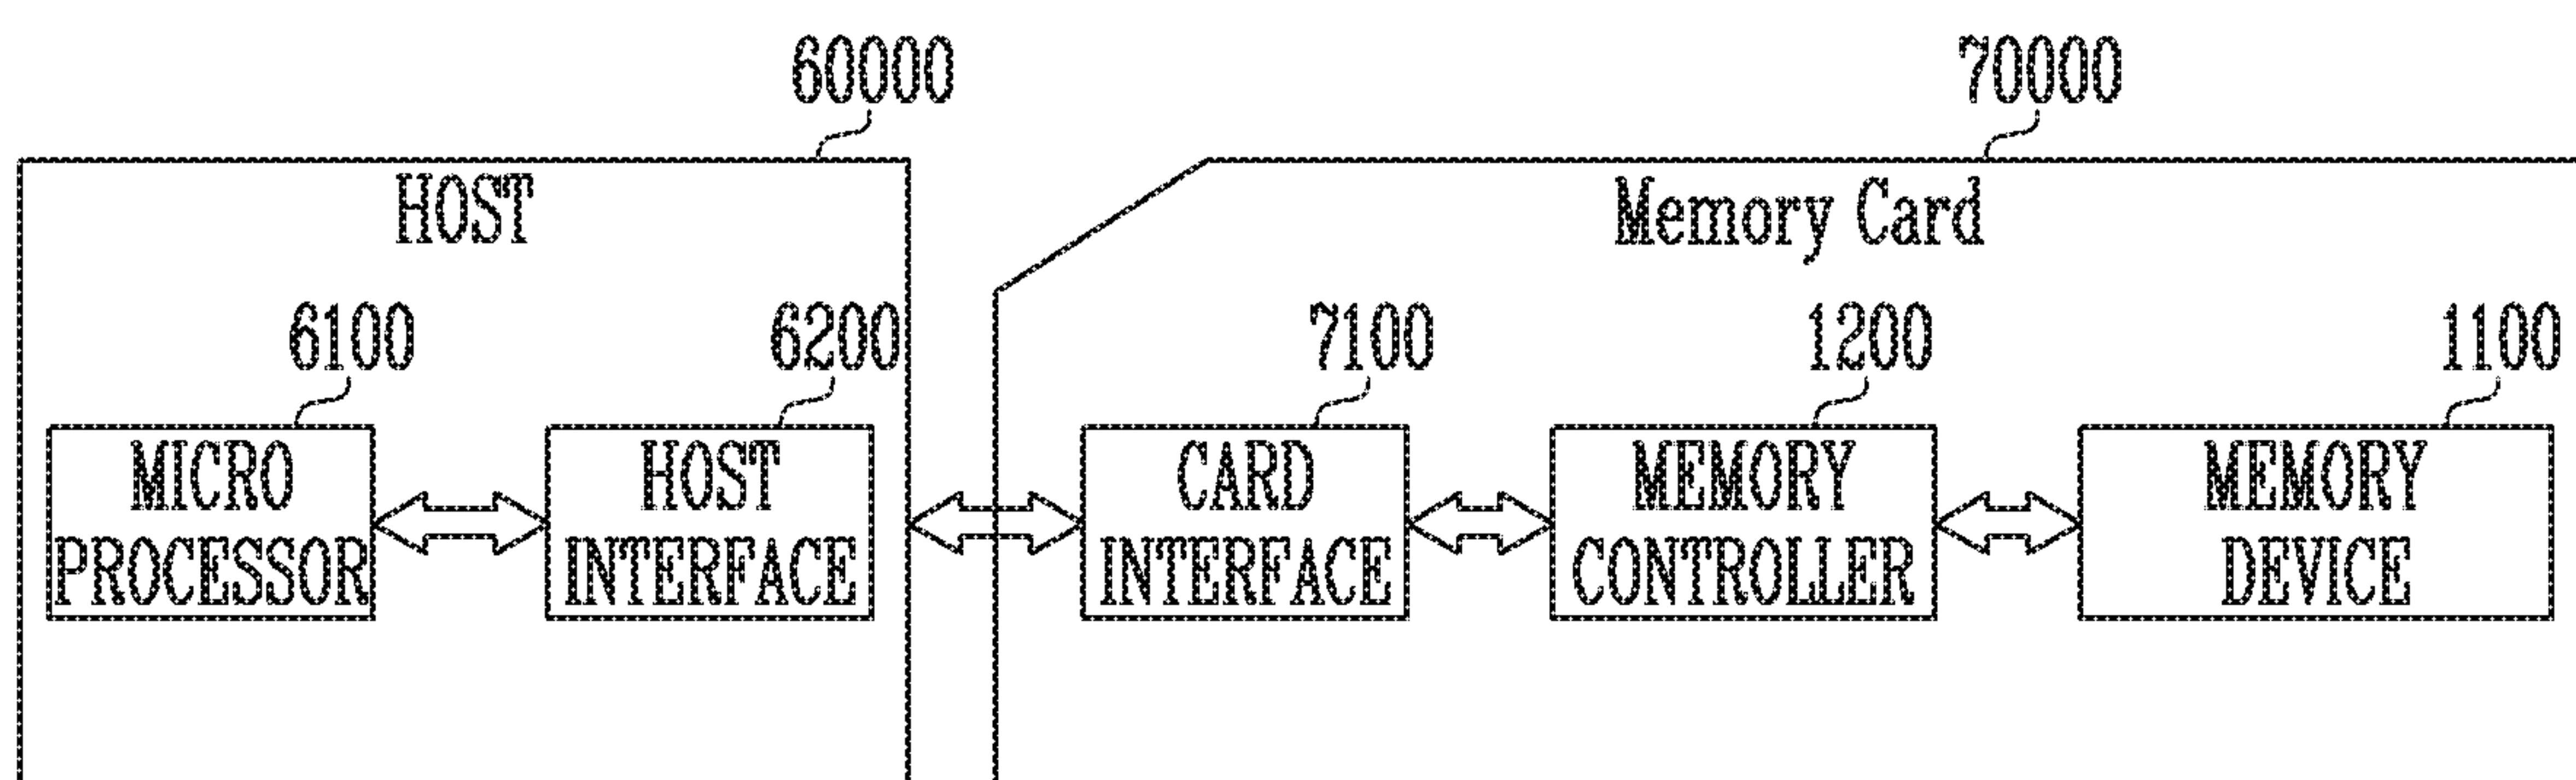 60000
70000
HOST
Memory Card
6100
6200
7100
1200
1100
MICRO
PROCESSOR
HOST
INTERFACE
CARD
INTERFACE
MEMORY
CONTROLLER
MEMORY
DEVICE